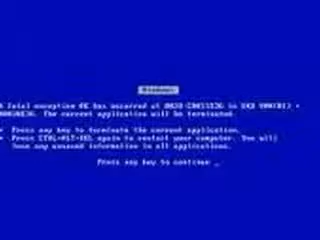 Windows
A fatal exception 0E has occurred at in VXD
The current application will be terminated.
* Press any key to terminate the current application.
* Press CTRL+ALT+DEL again to restart your computer. You will
lose any unsaved information in all applications.
Press any key to continue _